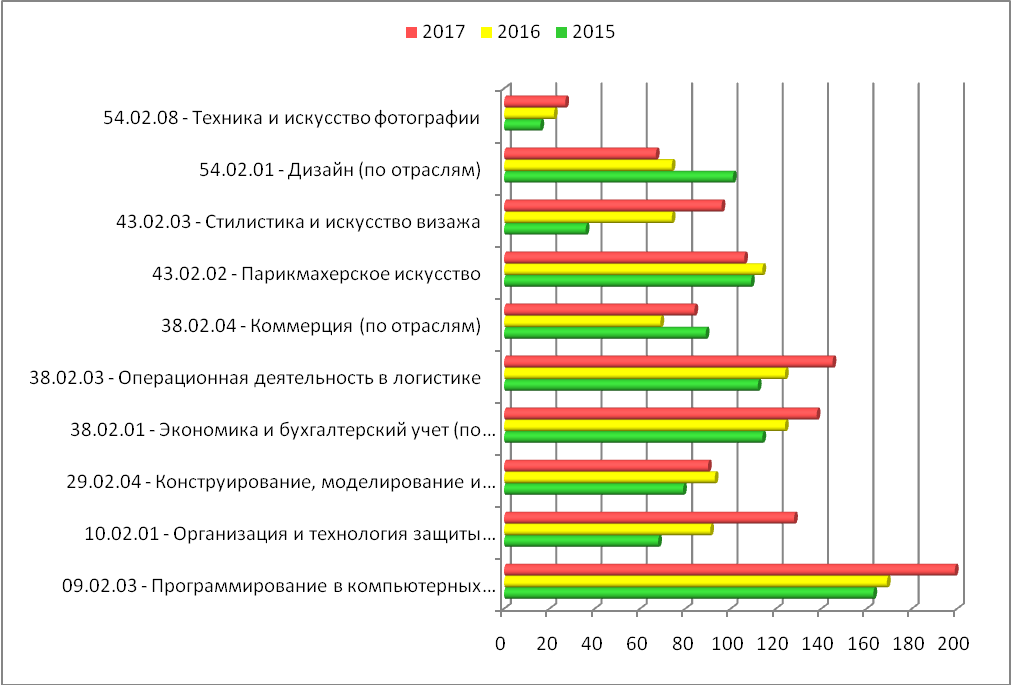 2017 2016 2015
54.02.08 - Техника и искусство фотографии
54.02.01 - Дизайн (по отраслям)
43.02.03 - Стилистика и искусство визажа
43.02.02 - Парикмахерское искусство
38.02.04 - Коммерция (по отраслям)
38.02.03 - Операционная деятельность в логистике
38.02.01 - Экономика и бухгалтерский учет (по...
29.02.04 - Конструирование, моделирование и...
10.02.01 - Организация и технология защиты...
09.02.03 - Программирование в компьютерных...
0 20 40 60 80 100 120 140 160 180 200